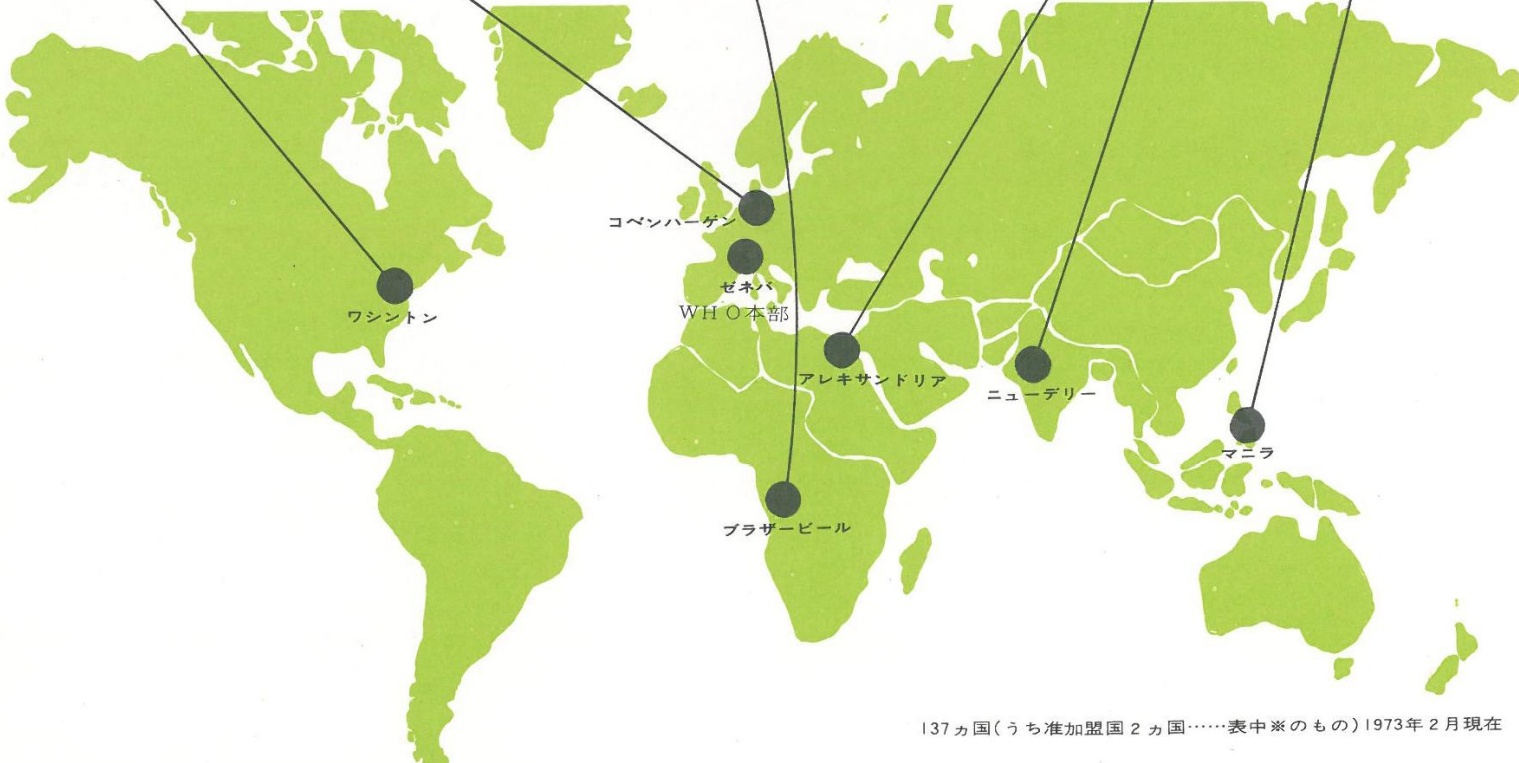 コペンハーゲン
ゼネバ
WHO本部
ワシントン
アレキサンドリア
ニューデリー
マニラ
ブラザービール
137ヵ国(うち准加盟国2ヵ国……表中※のもの)1973年2月現在